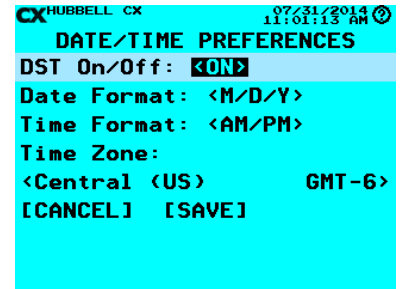 CX HUBBELL CX 07/31/2014
11:01:13 AM ?
DATE/TIME PREFERENCES
DST On/Off: <ON>
Date Format: <M/D/Y>
Time Format: <AM/PM>
Time Zone:
<Central (US) GMT-6>
[CANCEL] [SAVE]